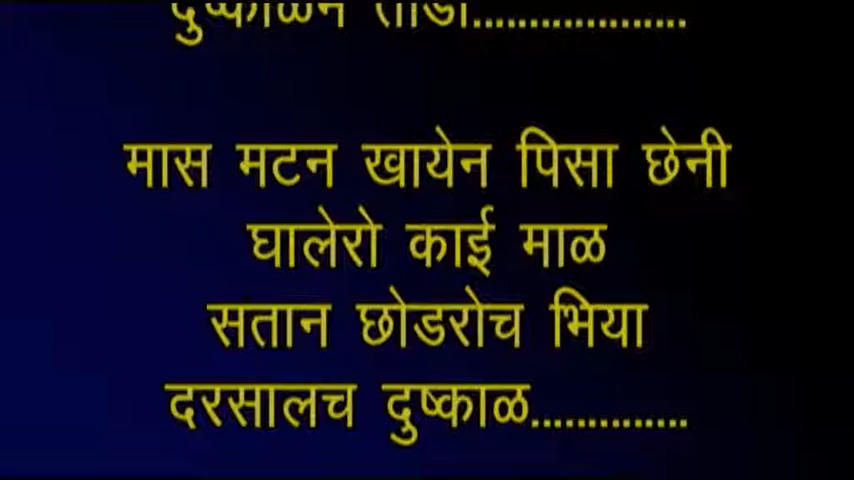 दुष्काळेन तांडो....................
मास मटन खायेन पिसा छेनी
घालेरो काई माळ
सतान छोडरोच भिया
दरसालच दुष्काळ...............